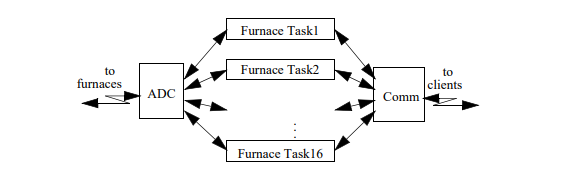 Furnace Task1
to
furnaces
ADC
Furnace Task2
Comm
to
clients
Furnace Task16